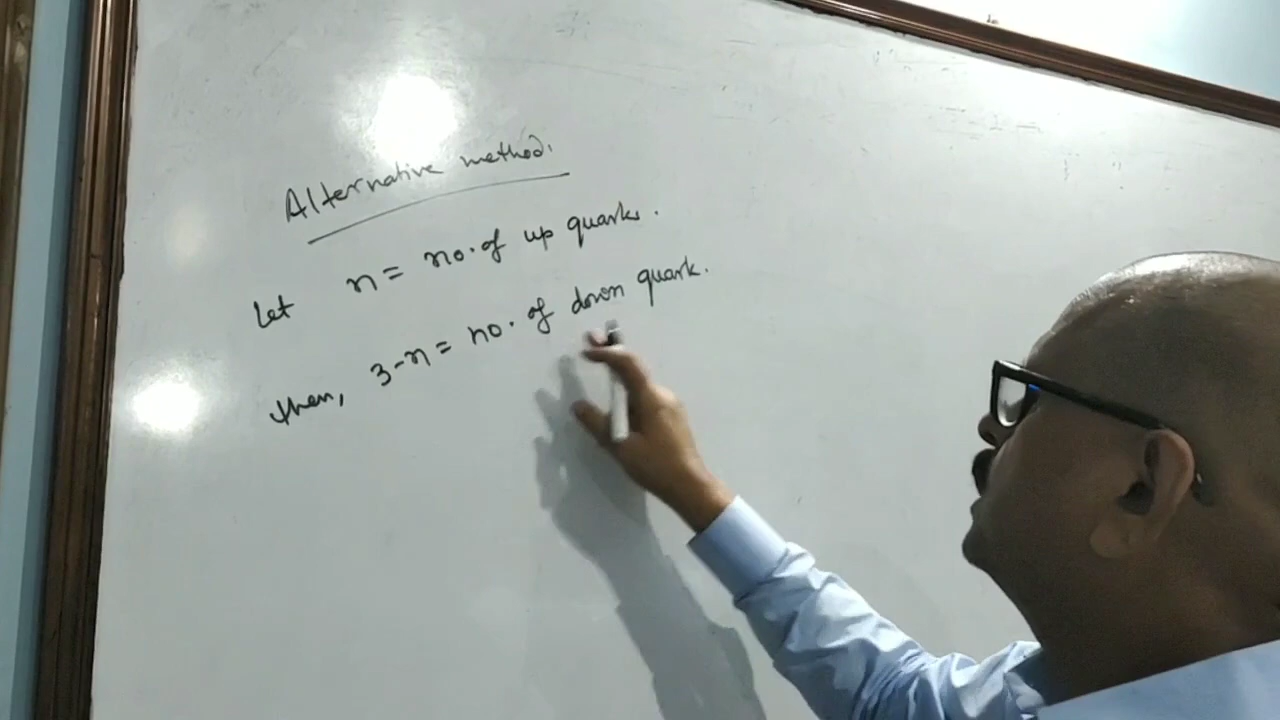 Alternative method.
Let n = no. of up quarks.
then, 3-n = no. of down quark.